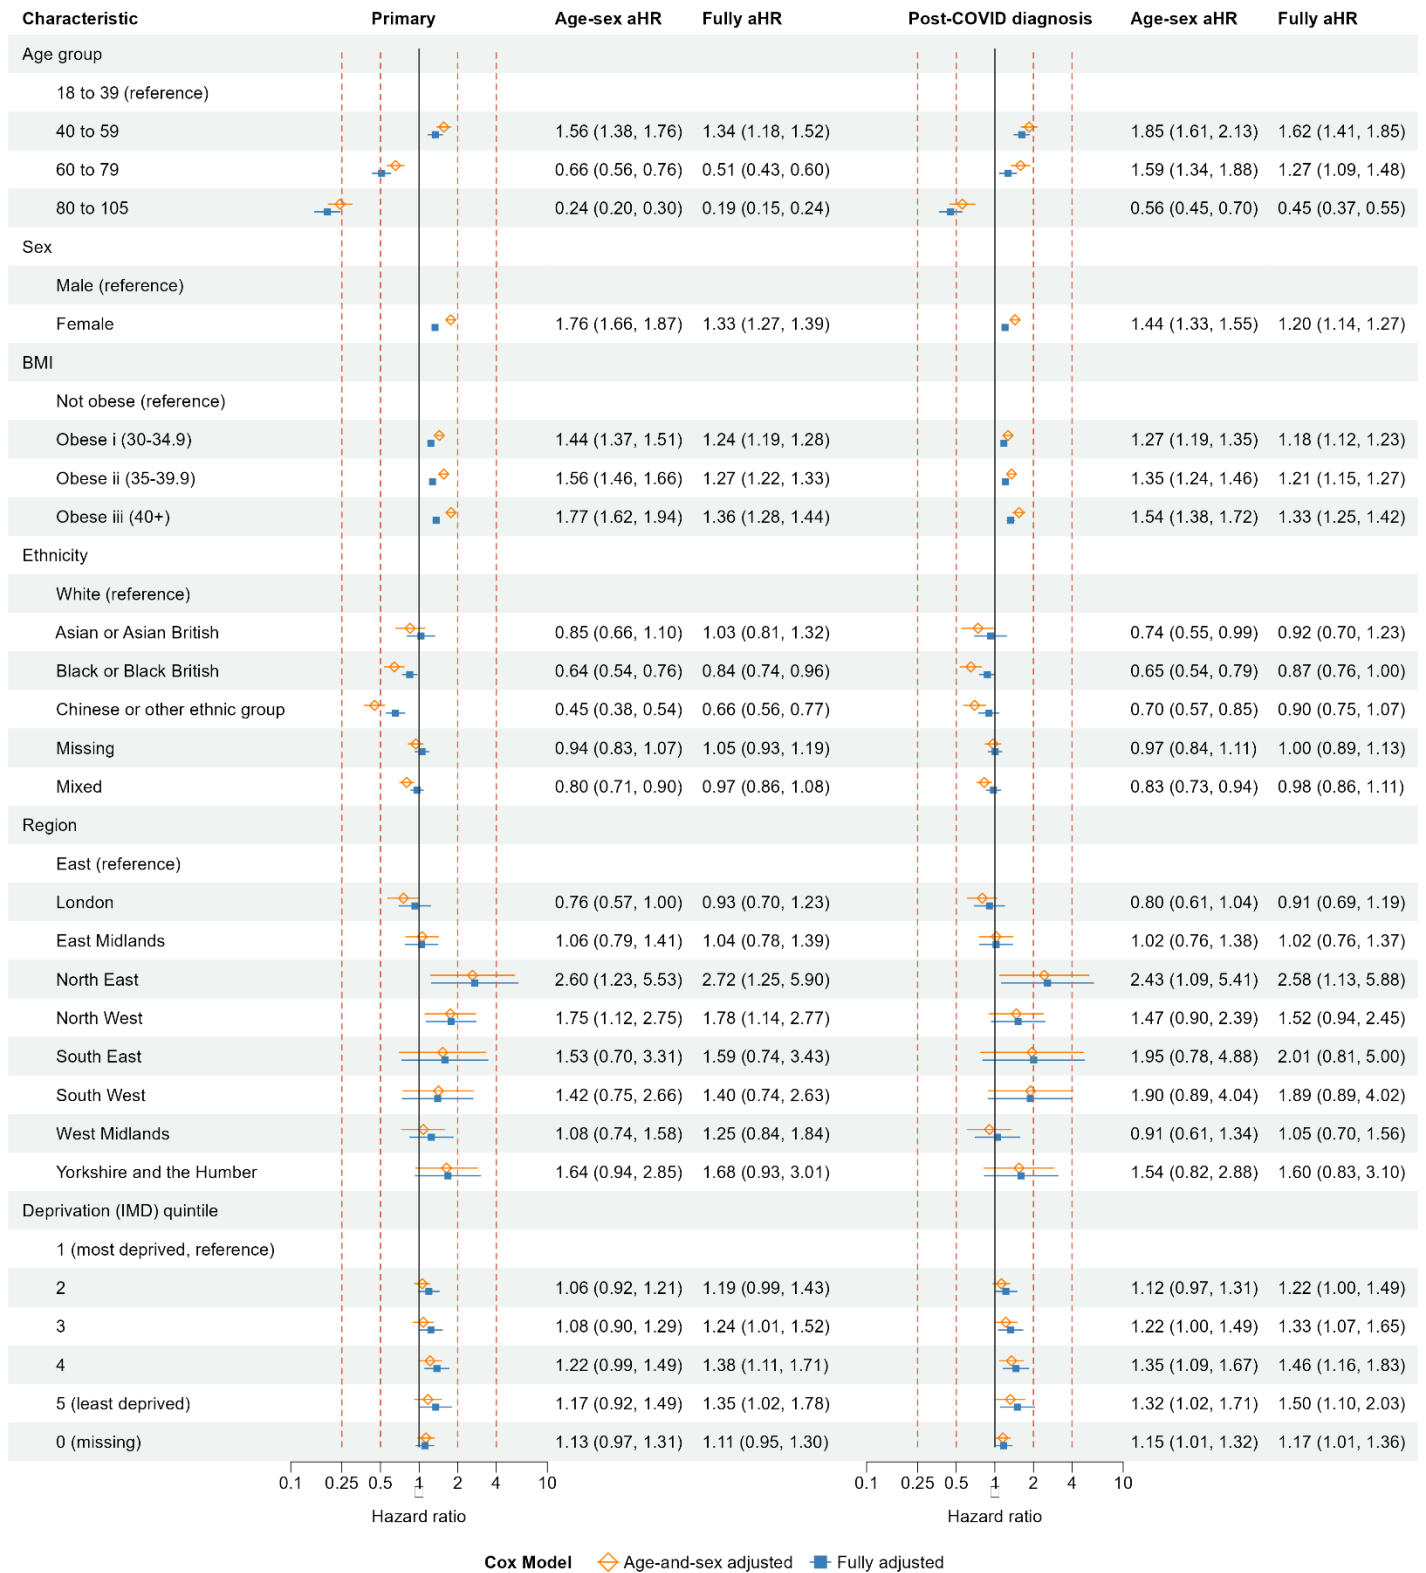 Characteristic Primary Age-sex aHR Fully aHR Post-COVID diagnosis Age-sex aHR Fully aHR
Age group
18 to 39 (reference)
40 to 59 1.56 (1.38, 1.76) 1.34 (1.18, 1.52) 1.85 (1.61, 2.13) 1.62 (1.41, 1.85)
60 to 79 0.66 (0.56, 0.76) 0.51 (0.43, 0.60) 1.59 (1.34, 1.88) 1.27 (1.09, 1.48)
80 to 105 0.24 (0.20, 0.30) 0.19 (0.15, 0.24) 0.56 (0.45, 0.70) 0.45 (0.37, 0.55)
Sex
Male (reference)
Female 1.76 (1.66, 1.87) 1.33 (1.27, 1.39) 1.44 (1.33, 1.55) 1.20 (1.14, 1.27)
BMI
Not obese (reference)
Obese i (30-34.9) 1.44 (1.37, 1.51) 1.24 (1.19, 1.28) 1.27 (1.19, 1.35) 1.18 (1.12, 1.23)
Obese ii (35-39.9) 1.56 (1.46, 1.66) 1.27 (1.22, 1.33) 1.35 (1.24, 1.46) 1.21 (1.15, 1.27)
Obese iii (40+) 1.77 (1.62, 1.94) 1.36 (1.28, 1.44) 1.54 (1.38, 1.72) 1.33 (1.25, 1.42)
Ethnicity
White (reference)
Asian or Asian British 0.85 (0.66, 1.10) 1.03 (0.81, 1.32) 0.74 (0.55, 0.99) 0.92 (0.70, 1.23)
Black or Black British 0.64 (0.54, 0.76) 0.84 (0.74, 0.96) 0.65 (0.54, 0.79) 0.87 (0.76, 1.00)
Chinese or other ethnic group 0.45 (0.38, 0.54) 0.66 (0.56, 0.77) 0.70 (0.57, 0.85) 0.90 (0.75, 1.07)
Missing 0.94 (0.83, 1.07) 1.05 (0.93, 1.19) 0.97 (0.84, 1.11) 1.00 (0.89, 1.13)
Mixed 0.80 (0.71, 0.90) 0.97 (0.86, 1.08) 0.83 (0.73, 0.94) 0.98 (0.86, 1.11)
Region
East (reference)
London 0.76 (0.57, 1.00) 0.93 (0.70, 1.23) 0.80 (0.61, 1.04) 0.91 (0.69, 1.19)
East Midlands 1.06 (0.79, 1.41) 1.04 (0.78, 1.39) 1.02 (0.76, 1.38) 1.02 (0.76, 1.37)
North East 2.60 (1.23, 5.53) 2.72 (1.25, 5.90) 2.43 (1.09, 5.41) 2.58 (1.13, 5.88)
North West 1.75 (1.12, 2.75) 1.78 (1.14, 2.77) 1.47 (0.90, 2.39) 1.52 (0.94, 2.45)
South East 1.53 (0.70, 3.31) 1.59 (0.74, 3.43) 1.95 (0.78, 4.88) 2.01 (0.81, 5.00)
South West 1.42 (0.75, 2.66) 1.40 (0.74, 2.63) 1.90 (0.89, 4.04) 1.89 (0.89, 4.02)
West Midlands 1.08 (0.74, 1.58) 1.25 (0.84, 1.84) 0.91 (0.61, 1.34) 1.05 (0.70, 1.56)
Yorkshire and the Humber 1.64 (0.94, 2.85) 1.68 (0.93, 3.01) 1.54 (0.82, 2.88) 1.60 (0.83, 3.10)
Deprivation (IMD) quintile
1 (most deprived, reference)
2 1.06 (0.92, 1.21) 1.19 (0.99, 1.43) 1.12 (0.97, 1.31) 1.22 (1.00, 1.49)
3 1.08 (0.90, 1.29) 1.24 (1.01, 1.52) 1.22 (1.00, 1.49) 1.33 (1.07, 1.65)
4 1.22 (0.99, 1.49) 1.38 (1.11, 1.71) 1.35 (1.09, 1.67) 1.46 (1.16, 1.83)
5 (least deprived) 1.17 (0.92, 1.49) 1.35 (1.02, 1.78) 1.32 (1.02, 1.71) 1.50 (1.10, 2.03)
0 (missing) 1.13 (0.97, 1.31) 1.11 (0.95, 1.30) 1.15 (1.01, 1.32) 1.17 (1.01, 1.36)
0.1 0.25 0.5 1 2 4 10 0.1 0.25 0.5 1 2 4 10
Hazard ratio Hazard ratio
Cox Model Age-and-sex adjusted Fully adjusted